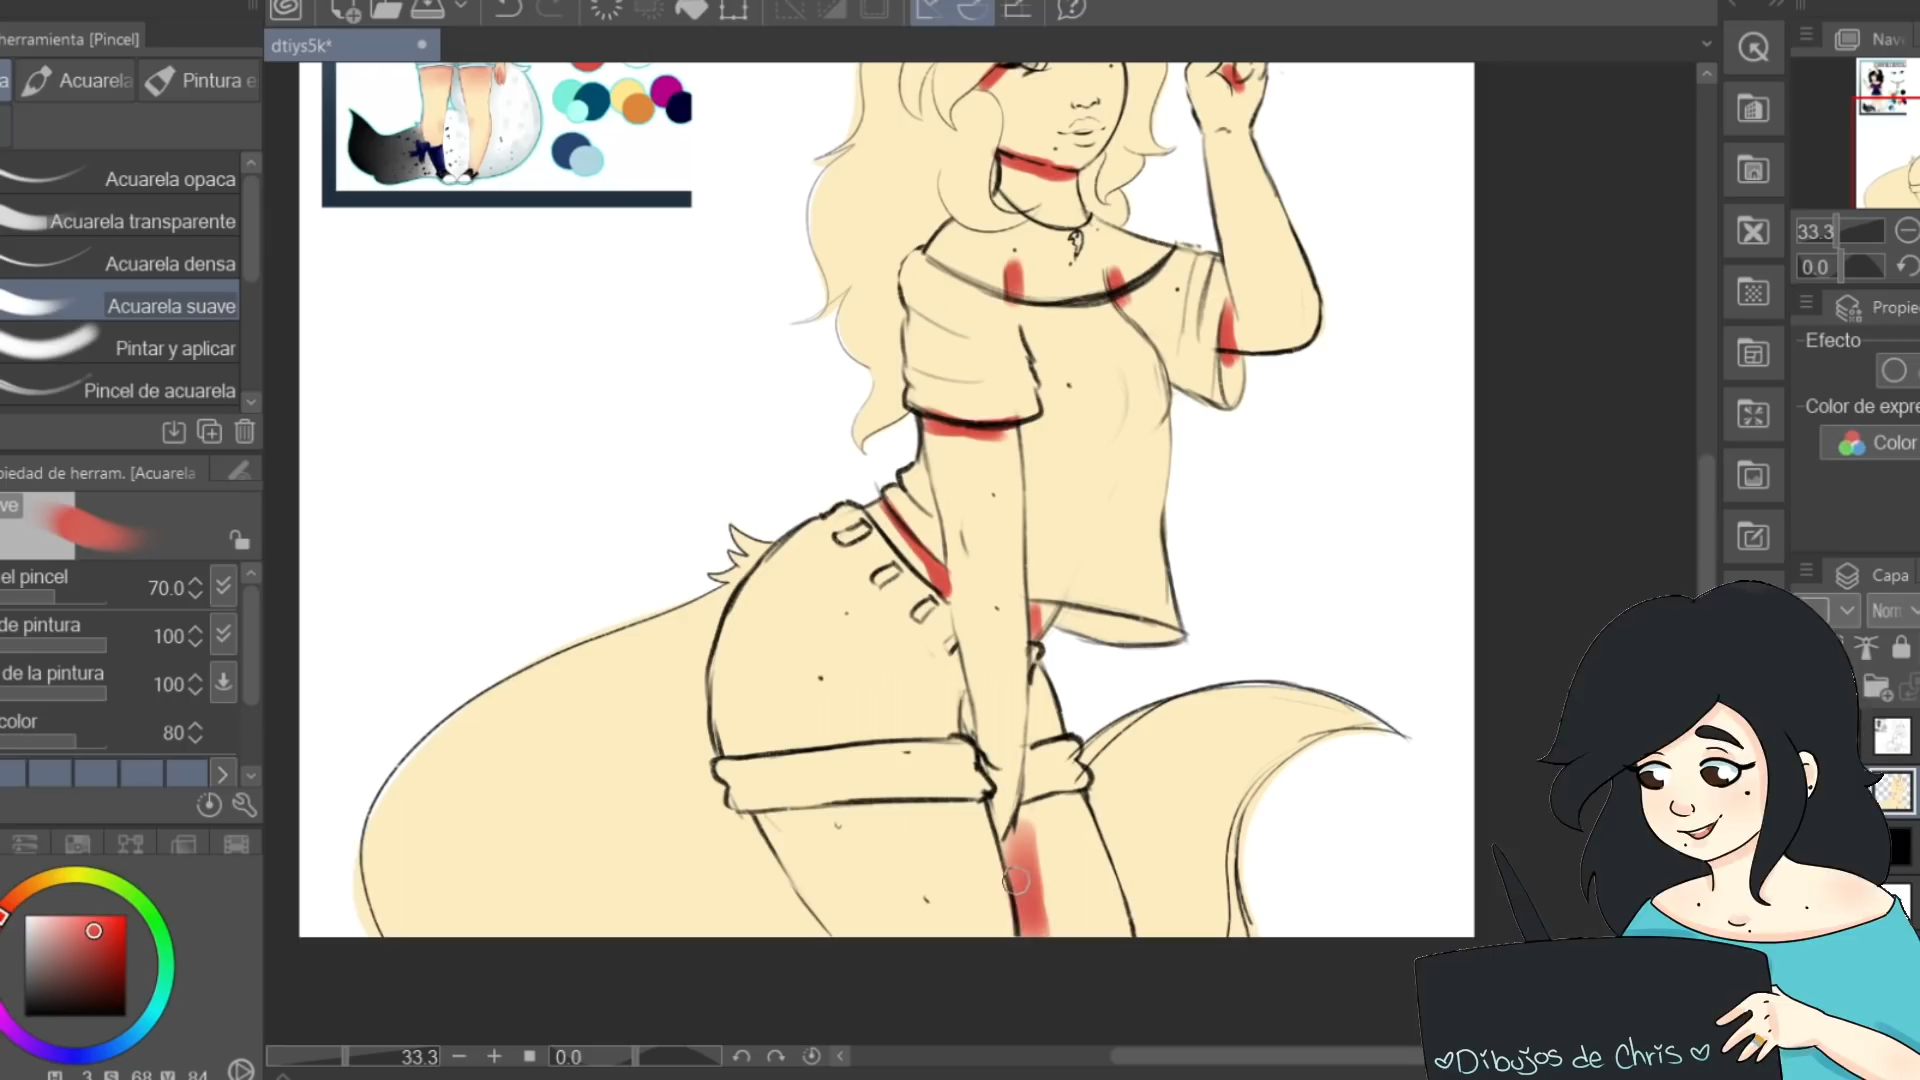 herramienta [Pincel]
dtiys5k*
Acuarela
Pintura e
Acuarela opaca
Acuarela transparente
Acuarela densa
Acuarela suave
Pintar y aplicar
Pincel de acuarela
piedad de herram. [Acuarela
ve
el pincel
70.0
de pintura
100
de la pintura
100
color
80
33.3
0.0
Nav
33.3
0.0
Propie
Efecto
Color de expre
Color
Capa
Norm
♡Dibujos de Chris♡